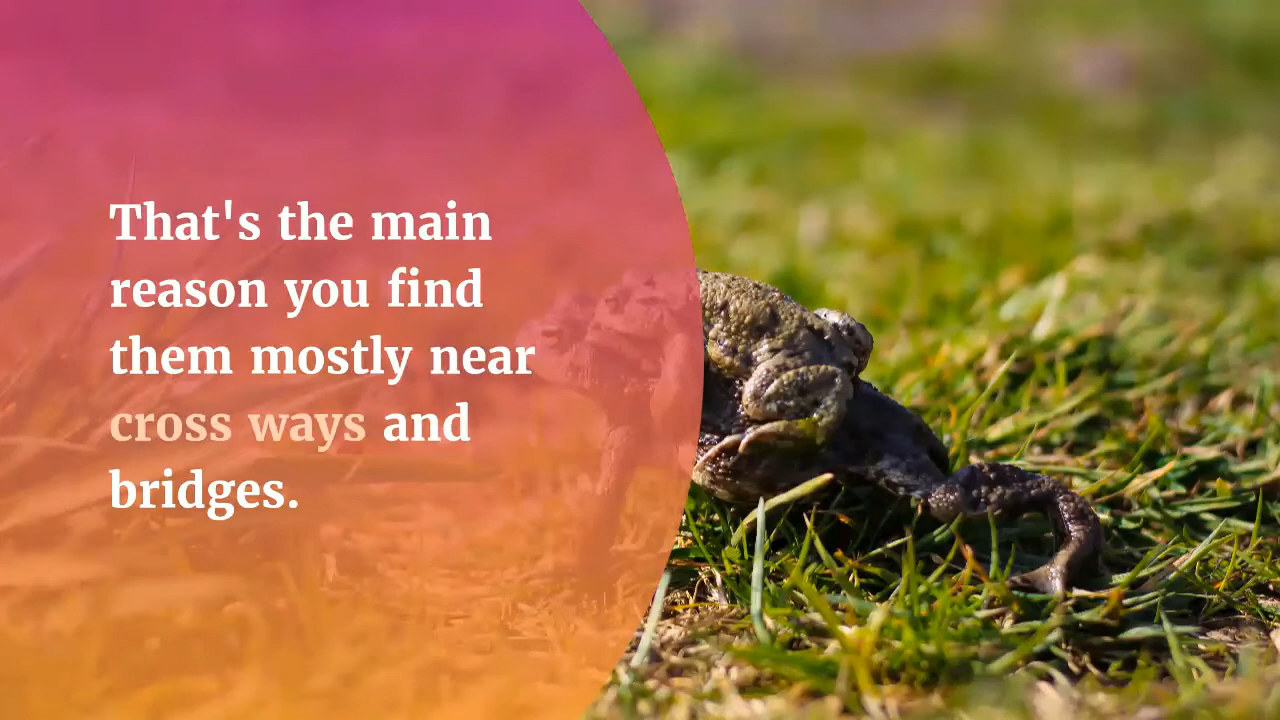 That's the main
reason you find
them mostly near
cross ways and
bridges.